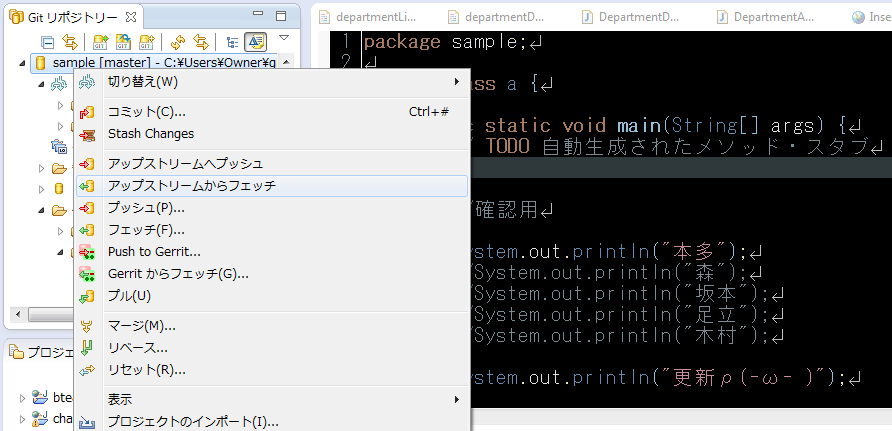 Git リポジトリー
departmentLi...
departmentD...
DepartmentD...
DepartmentA...
Inse
sample [master] - C:¥Users¥Owner¥g
切り替え(W)
コミット(C)... Ctrl+#
Stash Changes
アップストリームへプッシュ
アップストリームからフェッチ
プッシュ(P)...
フェッチ(F)...
Push to Gerrit...
Gerrit からフェッチ(G)...
プル(U)
マージ(M)...
リベース...
リセット(R)...
表示
プロジェクトのインポート(I)...
プロジ
bte
cha
1 package sample;↲
2 ↲
ass a {↲
c static void main(String[] args) {↲
TODO 自動生成されたメソッド・スタブ↲
確認用↲
ystem.out.println("本多");↲
/System.out.println("森");↲
/System.out.println("坂本");↲
/System.out.println("足立");↲
/System.out.println("木村");↲
ystem.out.println("更新ρ(-ω- )");↲